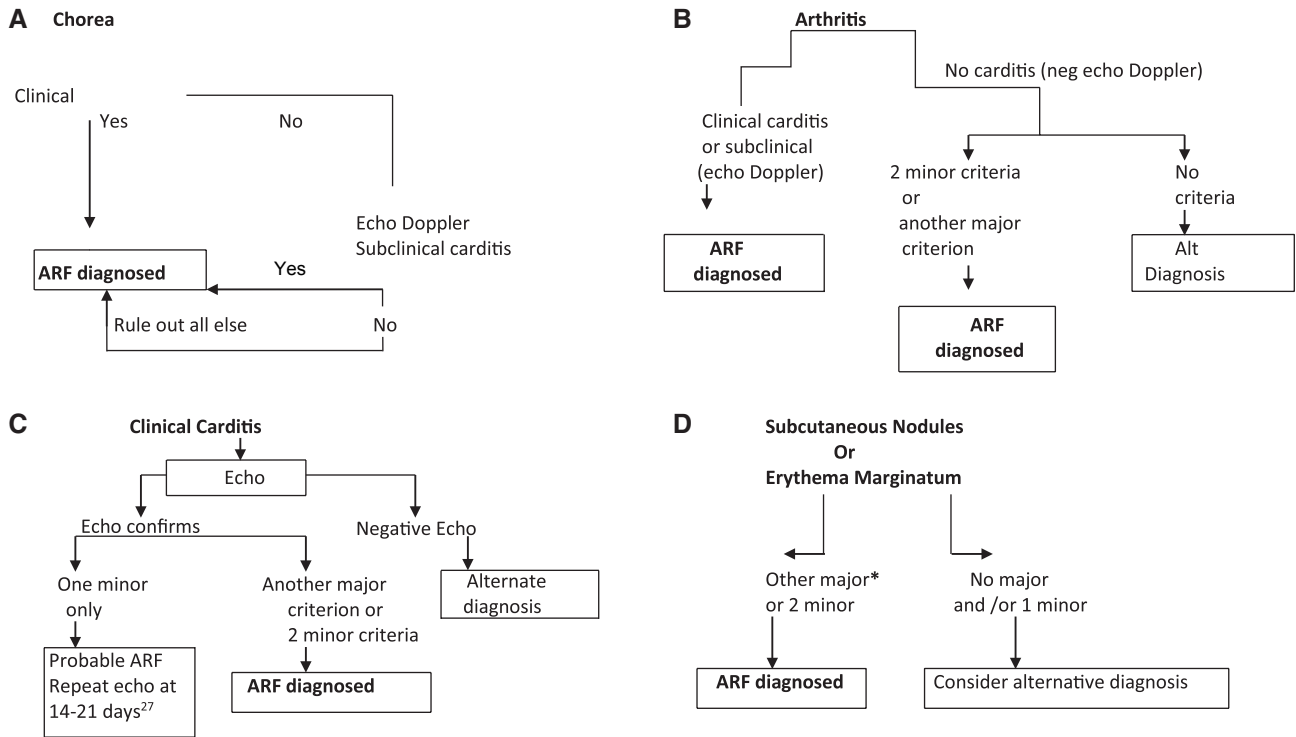 A Chorea
Clinical
Yes
No
Echo Doppler
Subclinical carditis
ARF diagnosed
Yes
Rule out all else
No
B Arthritis
No carditis (neg echo Doppler)
Clinical carditis
or subclinical
(echo Doppler)
2 minor criteria
or
another major
criterion
No
criteria
ARF
diagnosed
Alt
Diagnosis
ARF
diagnosed
C Clinical Carditis
Echo
Echo confirms
Negative Echo
One minor
only
Another major
criterion or
2 minor criteria
Alternate
diagnosis
Probable ARF
Repeat echo at
14-21 days27
ARF diagnosed
D Subcutaneous Nodules
Or
Erythema Marginatum
Other major*
or 2 minor
No major
and /or 1 minor
ARF diagnosed
Consider alternative diagnosis